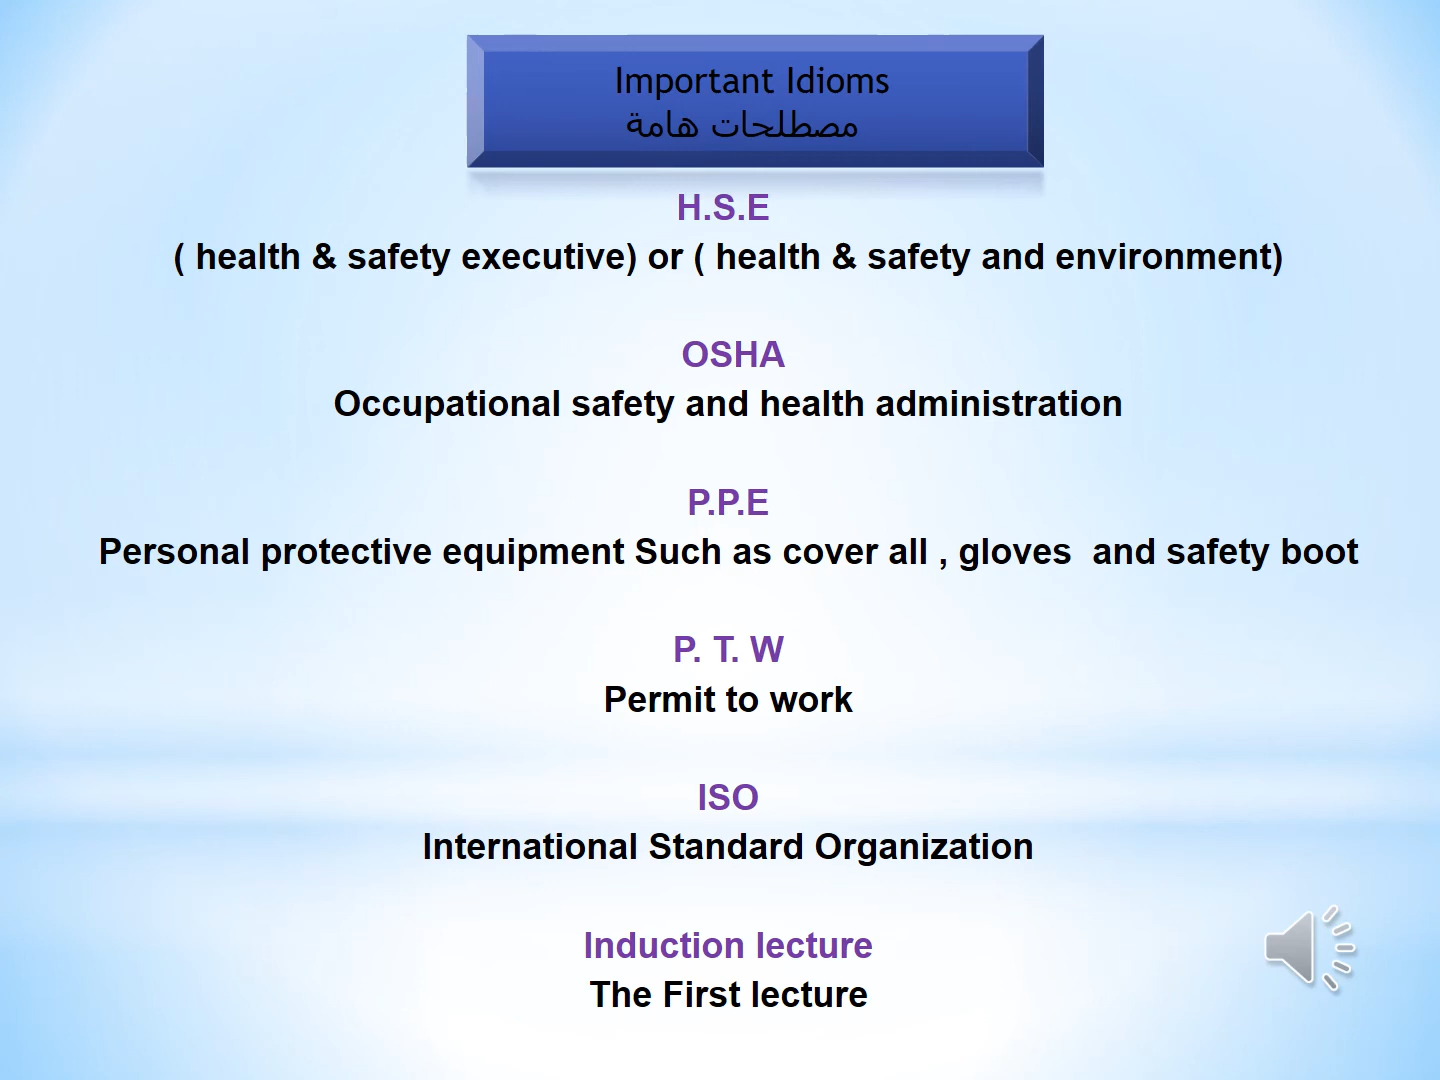 Important Idioms
مصطلحات هامة
H.S.E
( health & safety executive) or ( health & safety and environment)
OSHA
Occupational safety and health administration
P.P.E
Personal protective equipment Such as cover all , gloves  and safety boot
P. T. W
Permit to work
ISO
International Standard Organization
Induction lecture
The First lecture